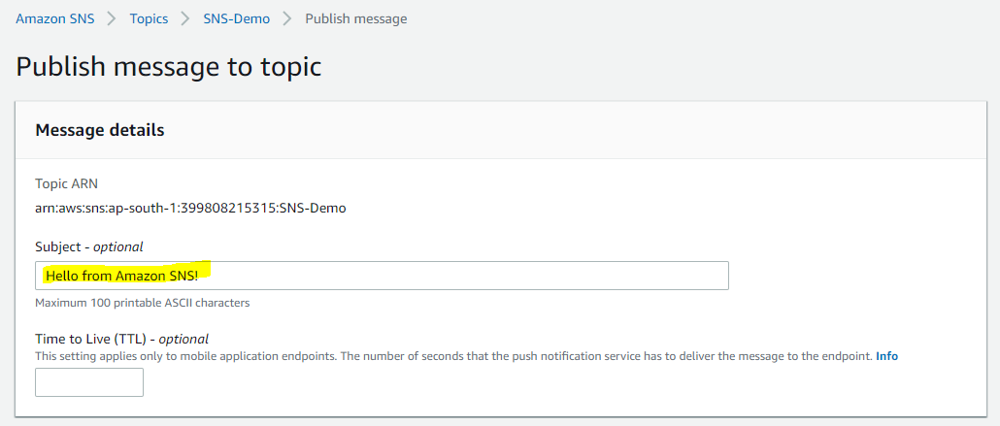 Amazon SNS > Topics > SNS-Demo > Publish message
Publish message to topic
Message details
Topic ARN
arn:aws:sns:ap-south-1:399808215315:SNS-Demo
Subject - optional
Hello from Amazon SNS!
Maximum 100 printable ASCII characters
Time to Live (TTL) - optional
This setting applies only to mobile application endpoints. The number of seconds that the push notification service has to deliver the message to the endpoint. Info